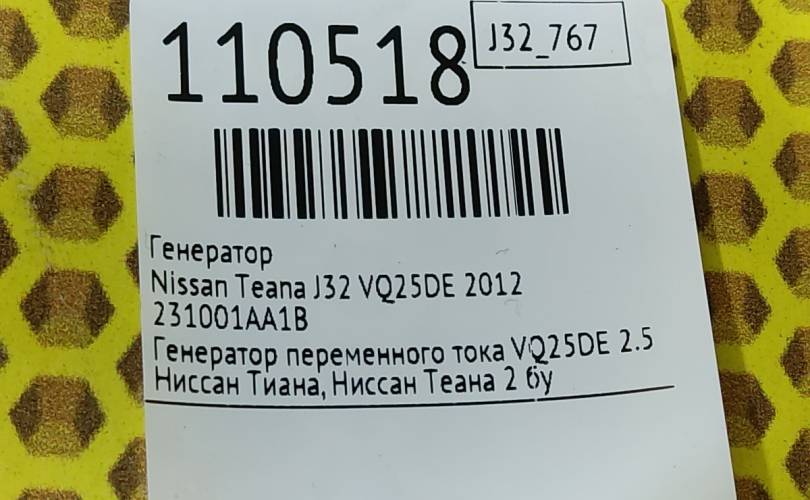 110518
J32_767
Генератор
Nissan Teana J32 VQ25DE 2012
231001AA1B
Генератор переменного тока VQ25DE 2.5
Ниссан Тиана, Ниссан Теана 2 бу